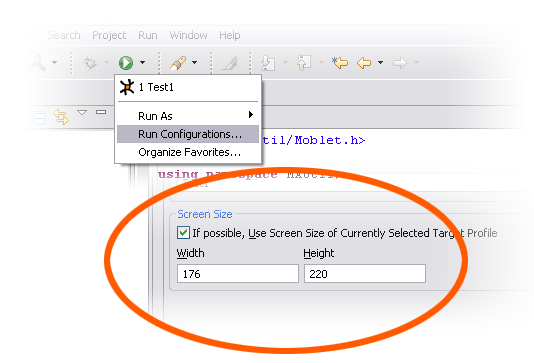 Search Project Run Window Help
1 Test1
Run As
Run Configurations...
Organize Favorites...
til/Moblet.h>
using namespace MAUtil;
Screen Size
If possible, Use Screen Size of Currently Selected Target Profile
Width Height
176 220